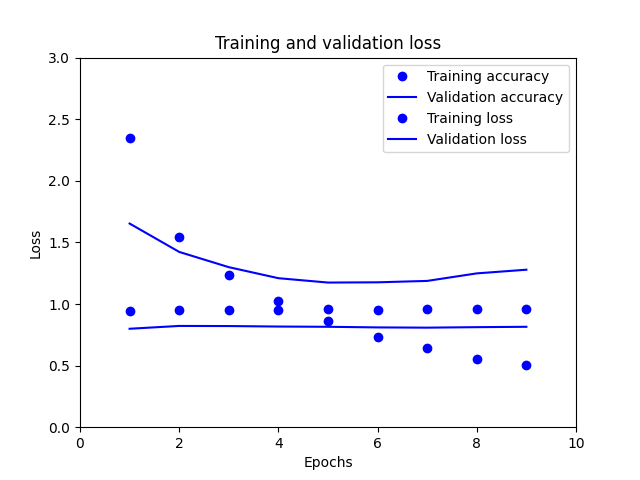 Training and validation loss
Training accuracy
Validation accuracy
Training loss
Validation loss
3.0
2.5
2.0
1.5
1.0
0.5
0.0
Loss
0
2
4
6
8
10
Epochs